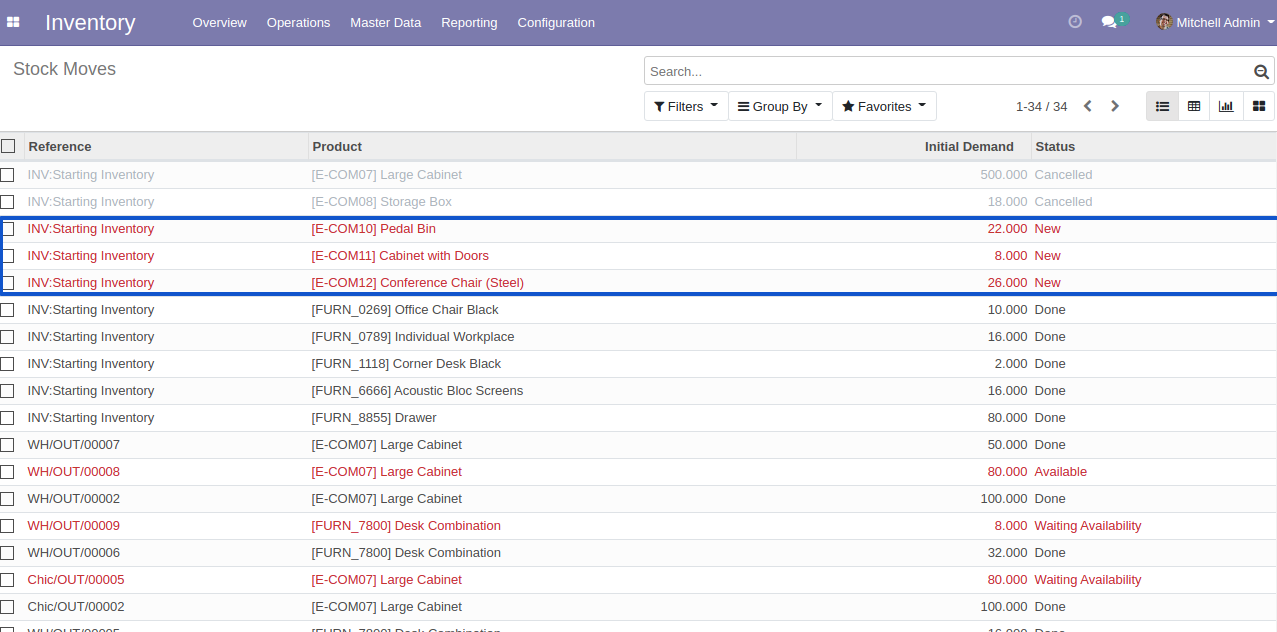 Inventory Overview Operations Master Data Reporting Configuration 1 Mitchell Admin
Stock Moves
Search...
Filters Group By Favorites 1-34 / 34
Reference Product Initial Demand Status
INV:Starting Inventory [E-COM07] Large Cabinet 500.000 Cancelled
INV:Starting Inventory [E-COM08] Storage Box 18.000 Cancelled
INV:Starting Inventory [E-COM10] Pedal Bin 22.000 New
INV:Starting Inventory [E-COM11] Cabinet with Doors 8.000 New
INV:Starting Inventory [E-COM12] Conference Chair (Steel) 26.000 New
INV:Starting Inventory [FURN_0269] Office Chair Black 10.000 Done
INV:Starting Inventory [FURN_0789] Individual Workplace 16.000 Done
INV:Starting Inventory [FURN_1118] Corner Desk Black 2.000 Done
INV:Starting Inventory [FURN_6666] Acoustic Bloc Screens 16.000 Done
INV:Starting Inventory [FURN_8855] Drawer 80.000 Done
WH/OUT/00007 [E-COM07] Large Cabinet 50.000 Done
WH/OUT/00008 [E-COM07] Large Cabinet 80.000 Available
WH/OUT/00002 [E-COM07] Large Cabinet 100.000 Done
WH/OUT/00009 [FURN_7800] Desk Combination 8.000 Waiting Availability
WH/OUT/00006 [FURN_7800] Desk Combination 32.000 Done
Chic/OUT/00005 [E-COM07] Large Cabinet 80.000 Waiting Availability
Chic/OUT/00002 [E-COM07] Large Cabinet 100.000 Done